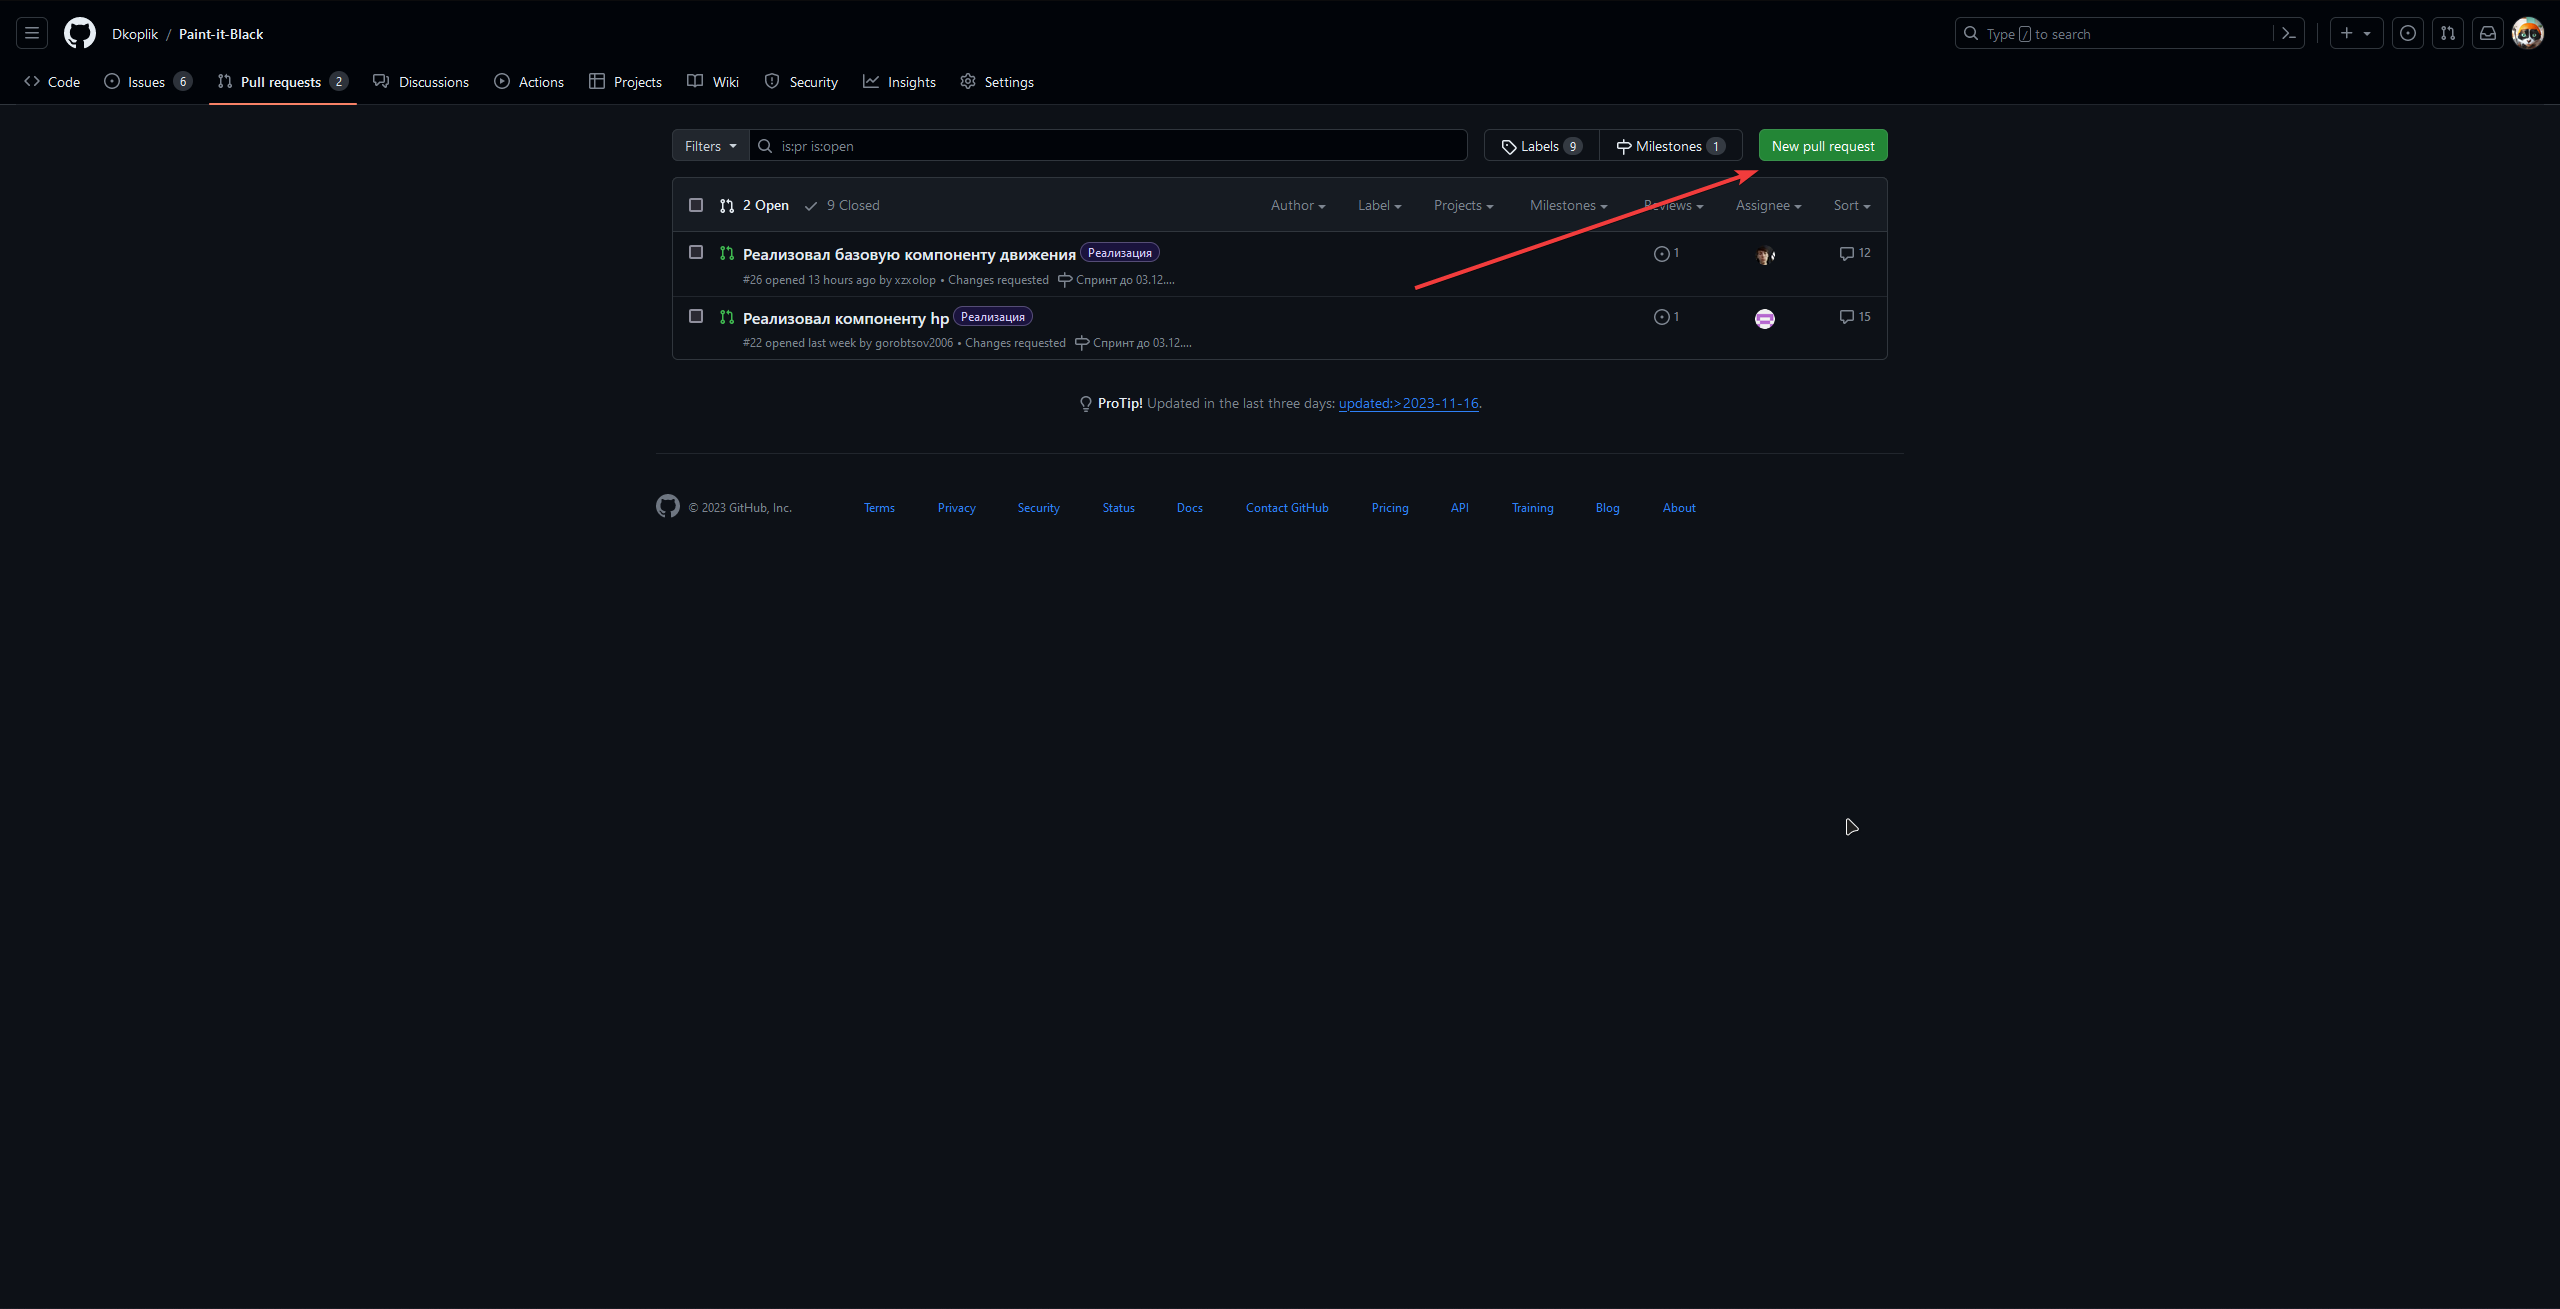 Dkoplik / Paint-it-Black
Type / to search
Code Issues 6 Pull requests 2 Discussions Actions Projects Wiki Security Insights Settings
Filters is:pr is:open Labels 9 Milestones 1 New pull request
2 Open 9 Closed Author Label Projects Milestones Reviews Assignee Sort
Реализовал базовую компоненту движения Реализация 1 12
#26 opened 13 hours ago by xzxolop • Changes requested Спринт до 03.12....
Реализовал компоненту hp Реализация 1 15
#22 opened last week by gorobtsov2006 • Changes requested Спринт до 03.12....
ProTip! Updated in the last three days: updated:>2023-11-16.
© 2023 GitHub, Inc. Terms Privacy Security Status Docs Contact GitHub Pricing API Training Blog About